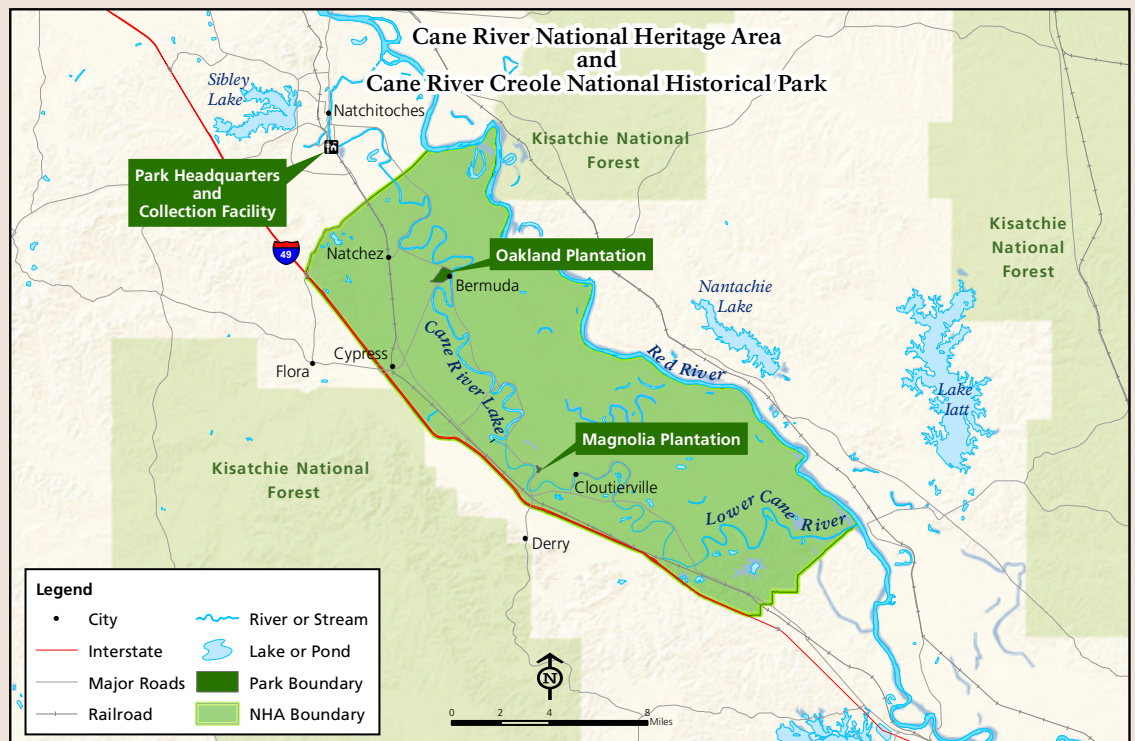 Cane River National Heritage Area
and
Cane River Creole National Historical Park
Sibley
Lake
Natchitoches
Kisatchie National
Forest
Park Headquarters
and
Collection Facility
Kisatchie
National
Forest
49
Natchez
Oakland Plantation
Bermuda
Nantachie
Lake
Cane River Lake
Red River
Cypress
Flora
Lake
Iatt
Magnolia Plantation
Kisatchie National
Forest
Cloutierville
Lower Cane River
Derry
Legend
City
River or Stream
Interstate
Lake or Pond
Major Roads
Park Boundary
Railroad
NHA Boundary
N
0 2 4 8
Miles